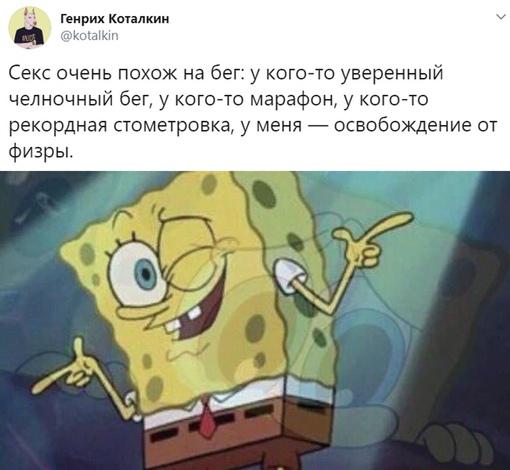 Генрих Коталкин
@kotalkin
Секс очень похож на бег: у кого-то уверенный
челночный бег, у кого-то марафон, у кого-то
рекордная стометровка, у меня — освобождение от
физры.